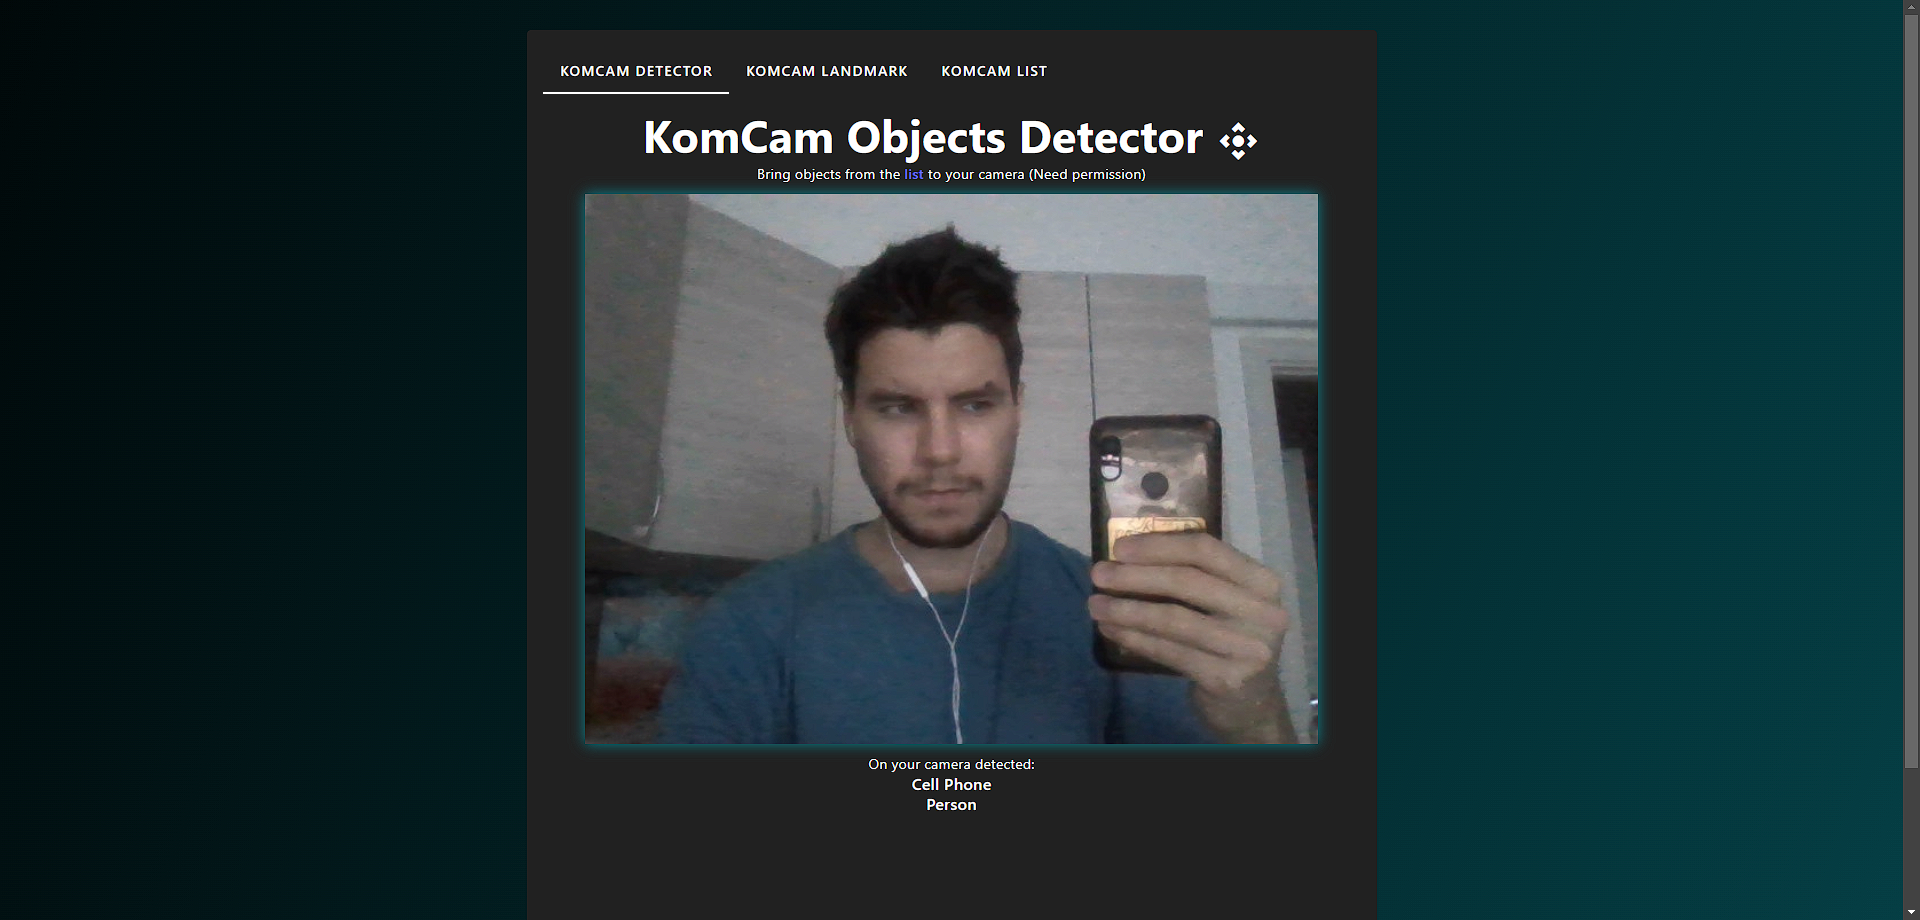 KOMCAM DETECTOR KOMCAM LANDMARK KOMCAM LIST
KomCam Objects Detector
Bring objects from the list to your camera (Need permission)
On your camera detected:
Cell Phone
Person